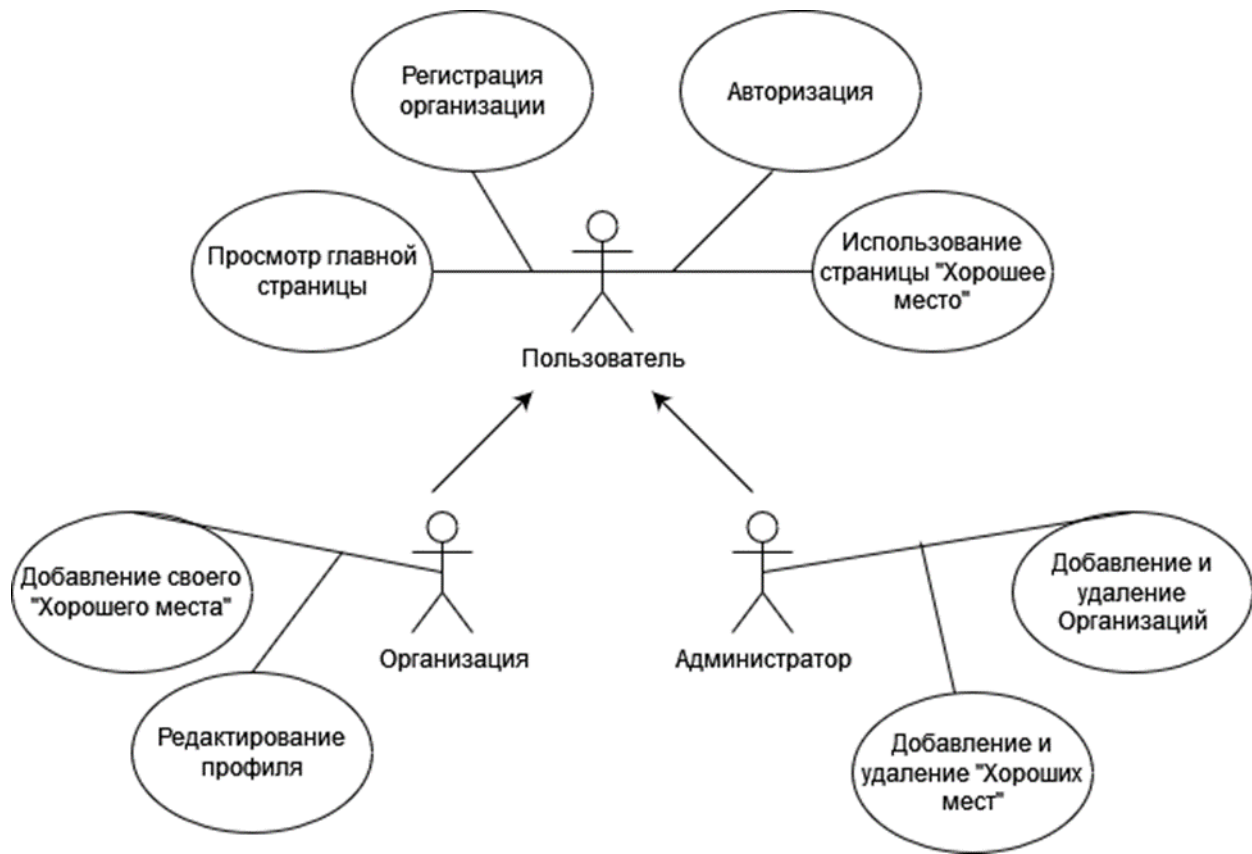 Регистрация
организации
Авторизация
Просмотр главной
страницы
Использование
страницы "Хорошее
место"
Пользователь
Добавление своего
"Хорошего места"
Организация
Редактирование
профиля
Администратор
Добавление и
удаление
Организаций
Добавление и
удаление "Хороших
мест"